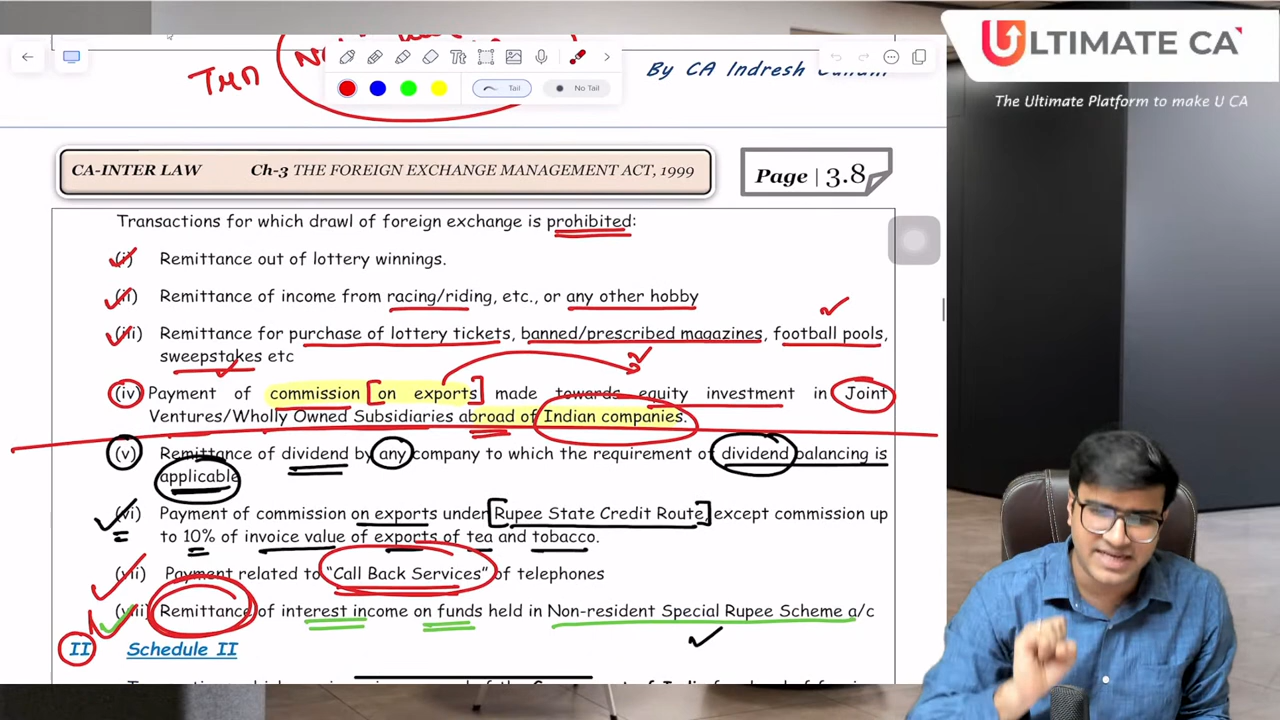 ULTIMATE CA
The Ultimate Platform to make U CA
Tt
Tail
No Tail
By CA Indresh
CA-INTER LAW Ch-3 THE FOREIGN EXCHANGE MANAGEMENT ACT, 1999
Page | 3.8
Transactions for which drawl of foreign exchange is prohibited:
(i) Remittance out of lottery winnings.
(ii) Remittance of income from racing/riding, etc., or any other hobby
(iii) Remittance for purchase of lottery tickets, banned/prescribed magazines, football pools,
sweepstakes etc
(iv) Payment of commission [on exports] made towards equity investment in Joint
Ventures/Wholly Owned Subsidiaries abroad of Indian companies.
(v) Remittance of dividend by any company to which the requirement of dividend balancing is
applicable
(vi) Payment of commission on exports under [Rupee State Credit Route,] except commission up
to 10% of invoice value of exports of tea and tobacco.
(vii) Payment related to “Call Back Services” of telephones
(viii) Remittance of interest income on funds held in Non-resident Special Rupee Scheme a/c
II Schedule II